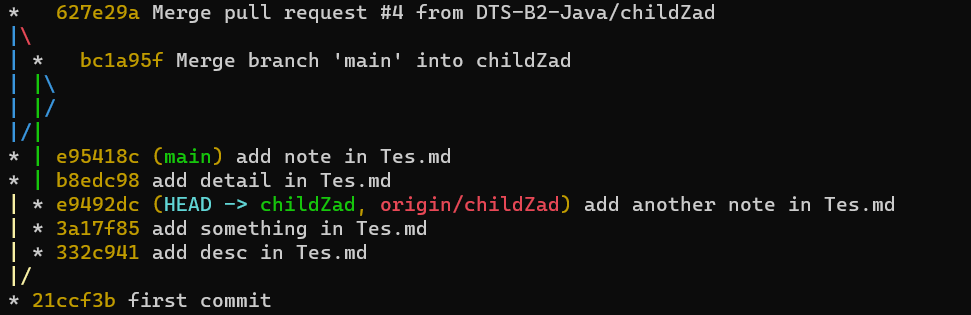 *   627e29a Merge pull request #4 from DTS-B2-Java/childZad
|\
| *   bc1a95f Merge branch 'main' into childZad
| |\
| |/
|/|
* | e95418c (main) add note in Tes.md
* | b8edc98 add detail in Tes.md
| * e9492dc (HEAD -> childZad, origin/childZad) add another note in Tes.md
| * 3a17f85 add something in Tes.md
| * 332c941 add desc in Tes.md
|/
* 21ccf3b first commit